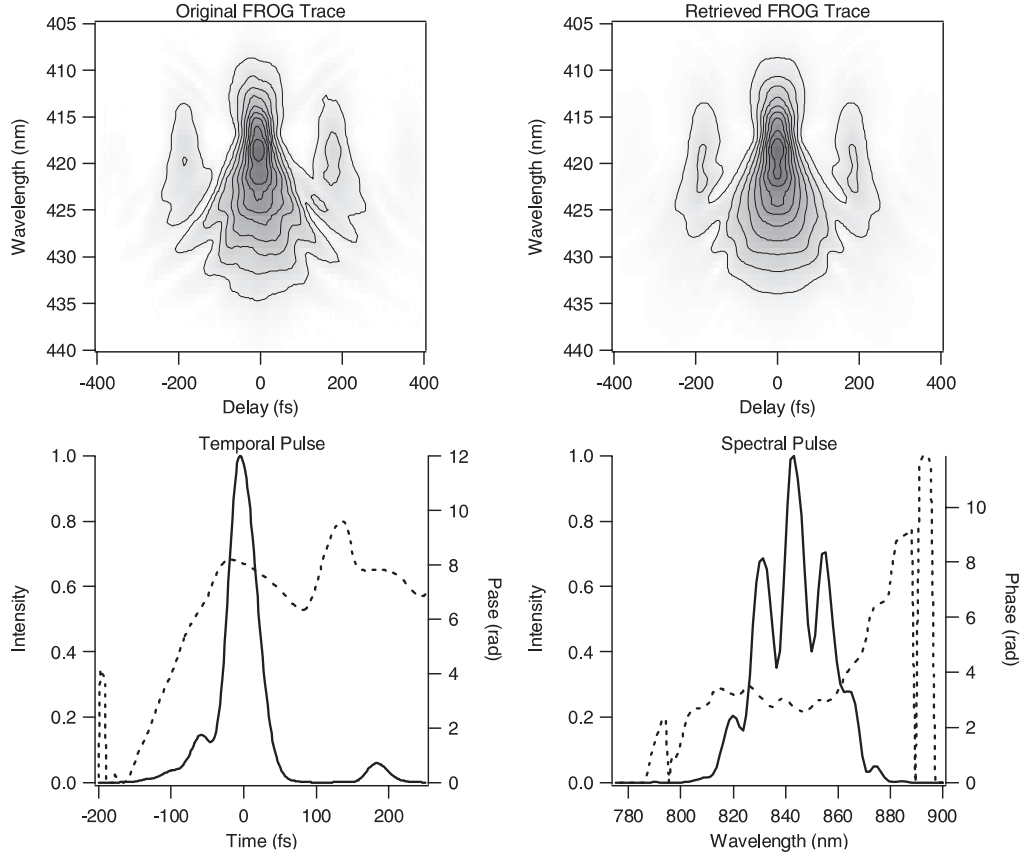 Original FROG Trace
405
410
415
420
425
430
435
440
Wavelength (nm)
-400 -200 0 200 400
Delay (fs)
Retrieved FROG Trace
405
410
415
420
425
430
435
440
Wavelength (nm)
-400 -200 0 200 400
Delay (fs)
Temporal Pulse
1.0
0.8
0.6
0.4
0.2
0.0
Intensity
12
10
8
6
4
2
0
Pase (rad)
-200 -100 0 100 200
Time (fs)
Spectral Pulse
1.0
0.8
0.6
0.4
0.2
0.0
Intensity
10
8
6
4
2
0
Phase (rad)
780 800 820 840 860 880 900
Wavelength (nm)